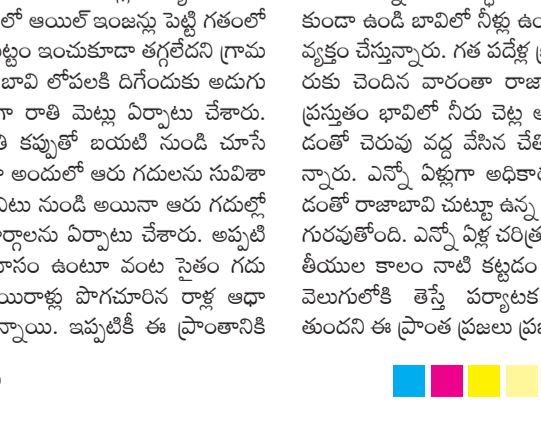 లో ఆయిల్ ఇంజన్లు పెట్టి గతంలో
ట్టం ఇంచుకూడా తగ్గలేదని గ్రామ
బావి లోపలకి దిగేందుకు అడుగు
గా రాతి మెట్లు ఏర్పాటు చేశారు.
తి కప్పుతో బయటి నుండి చూసే
అందులో ఆరు గదులను సువిశా
ఎటు నుండి అయినా ఆరు గదుల్లో
ర్గాలను ఏర్పాటు చేశారు. అప్పటి
వాసం ఉంటూ వంట సైతం గదు
యిరాళ్లు పొగచూరిన రాళ్ల ఆధా
న్నాయి. ఇప్పటికీ ఈ ప్రాంతానికి
కుండా ఉండి బావిలో నీళ్లు
వ్యక్తం చేస్తున్నారు. గత పదేళ్ల
రుకు చెందిన వారంతా రాజా
ప్రస్తుతం భావిలో నీరు చెట్ల
డంతో చెరువు వద్ద వేసిన
న్నారు. ఎన్నో ఏళ్లుగా
డంతో రాజాబావి చుట్టూ ఉన్న
గురవుతోంది. ఎన్నో ఏళ్ల
తీయుల కాలం నాటి కట్టడం
వెలుగులోకి తెస్తే పర్యాటక
తుందని ఈ ప్రాంత ప్రజలు